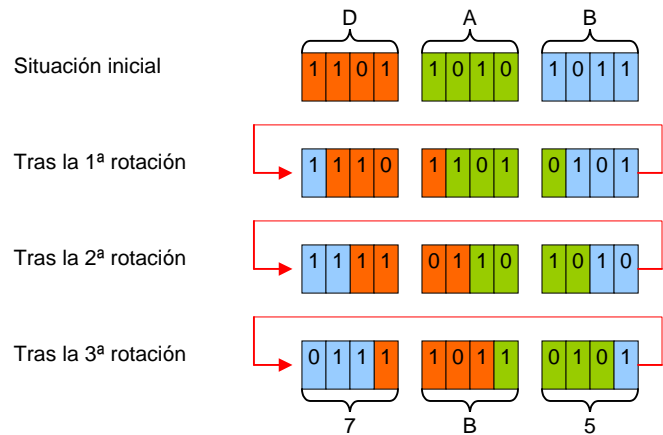 D A B
Situación inicial 1 1 0 1 1 0 1 0 1 0 1 1
Tras la 1ª rotación 1 1 1 0 1 1 0 1 0 1 0 1
Tras la 2ª rotación 1 1 1 1 0 1 1 0 1 0 1 0
Tras la 3ª rotación 0 1 1 1 1 0 1 1 0 1 0 1
7 B 5